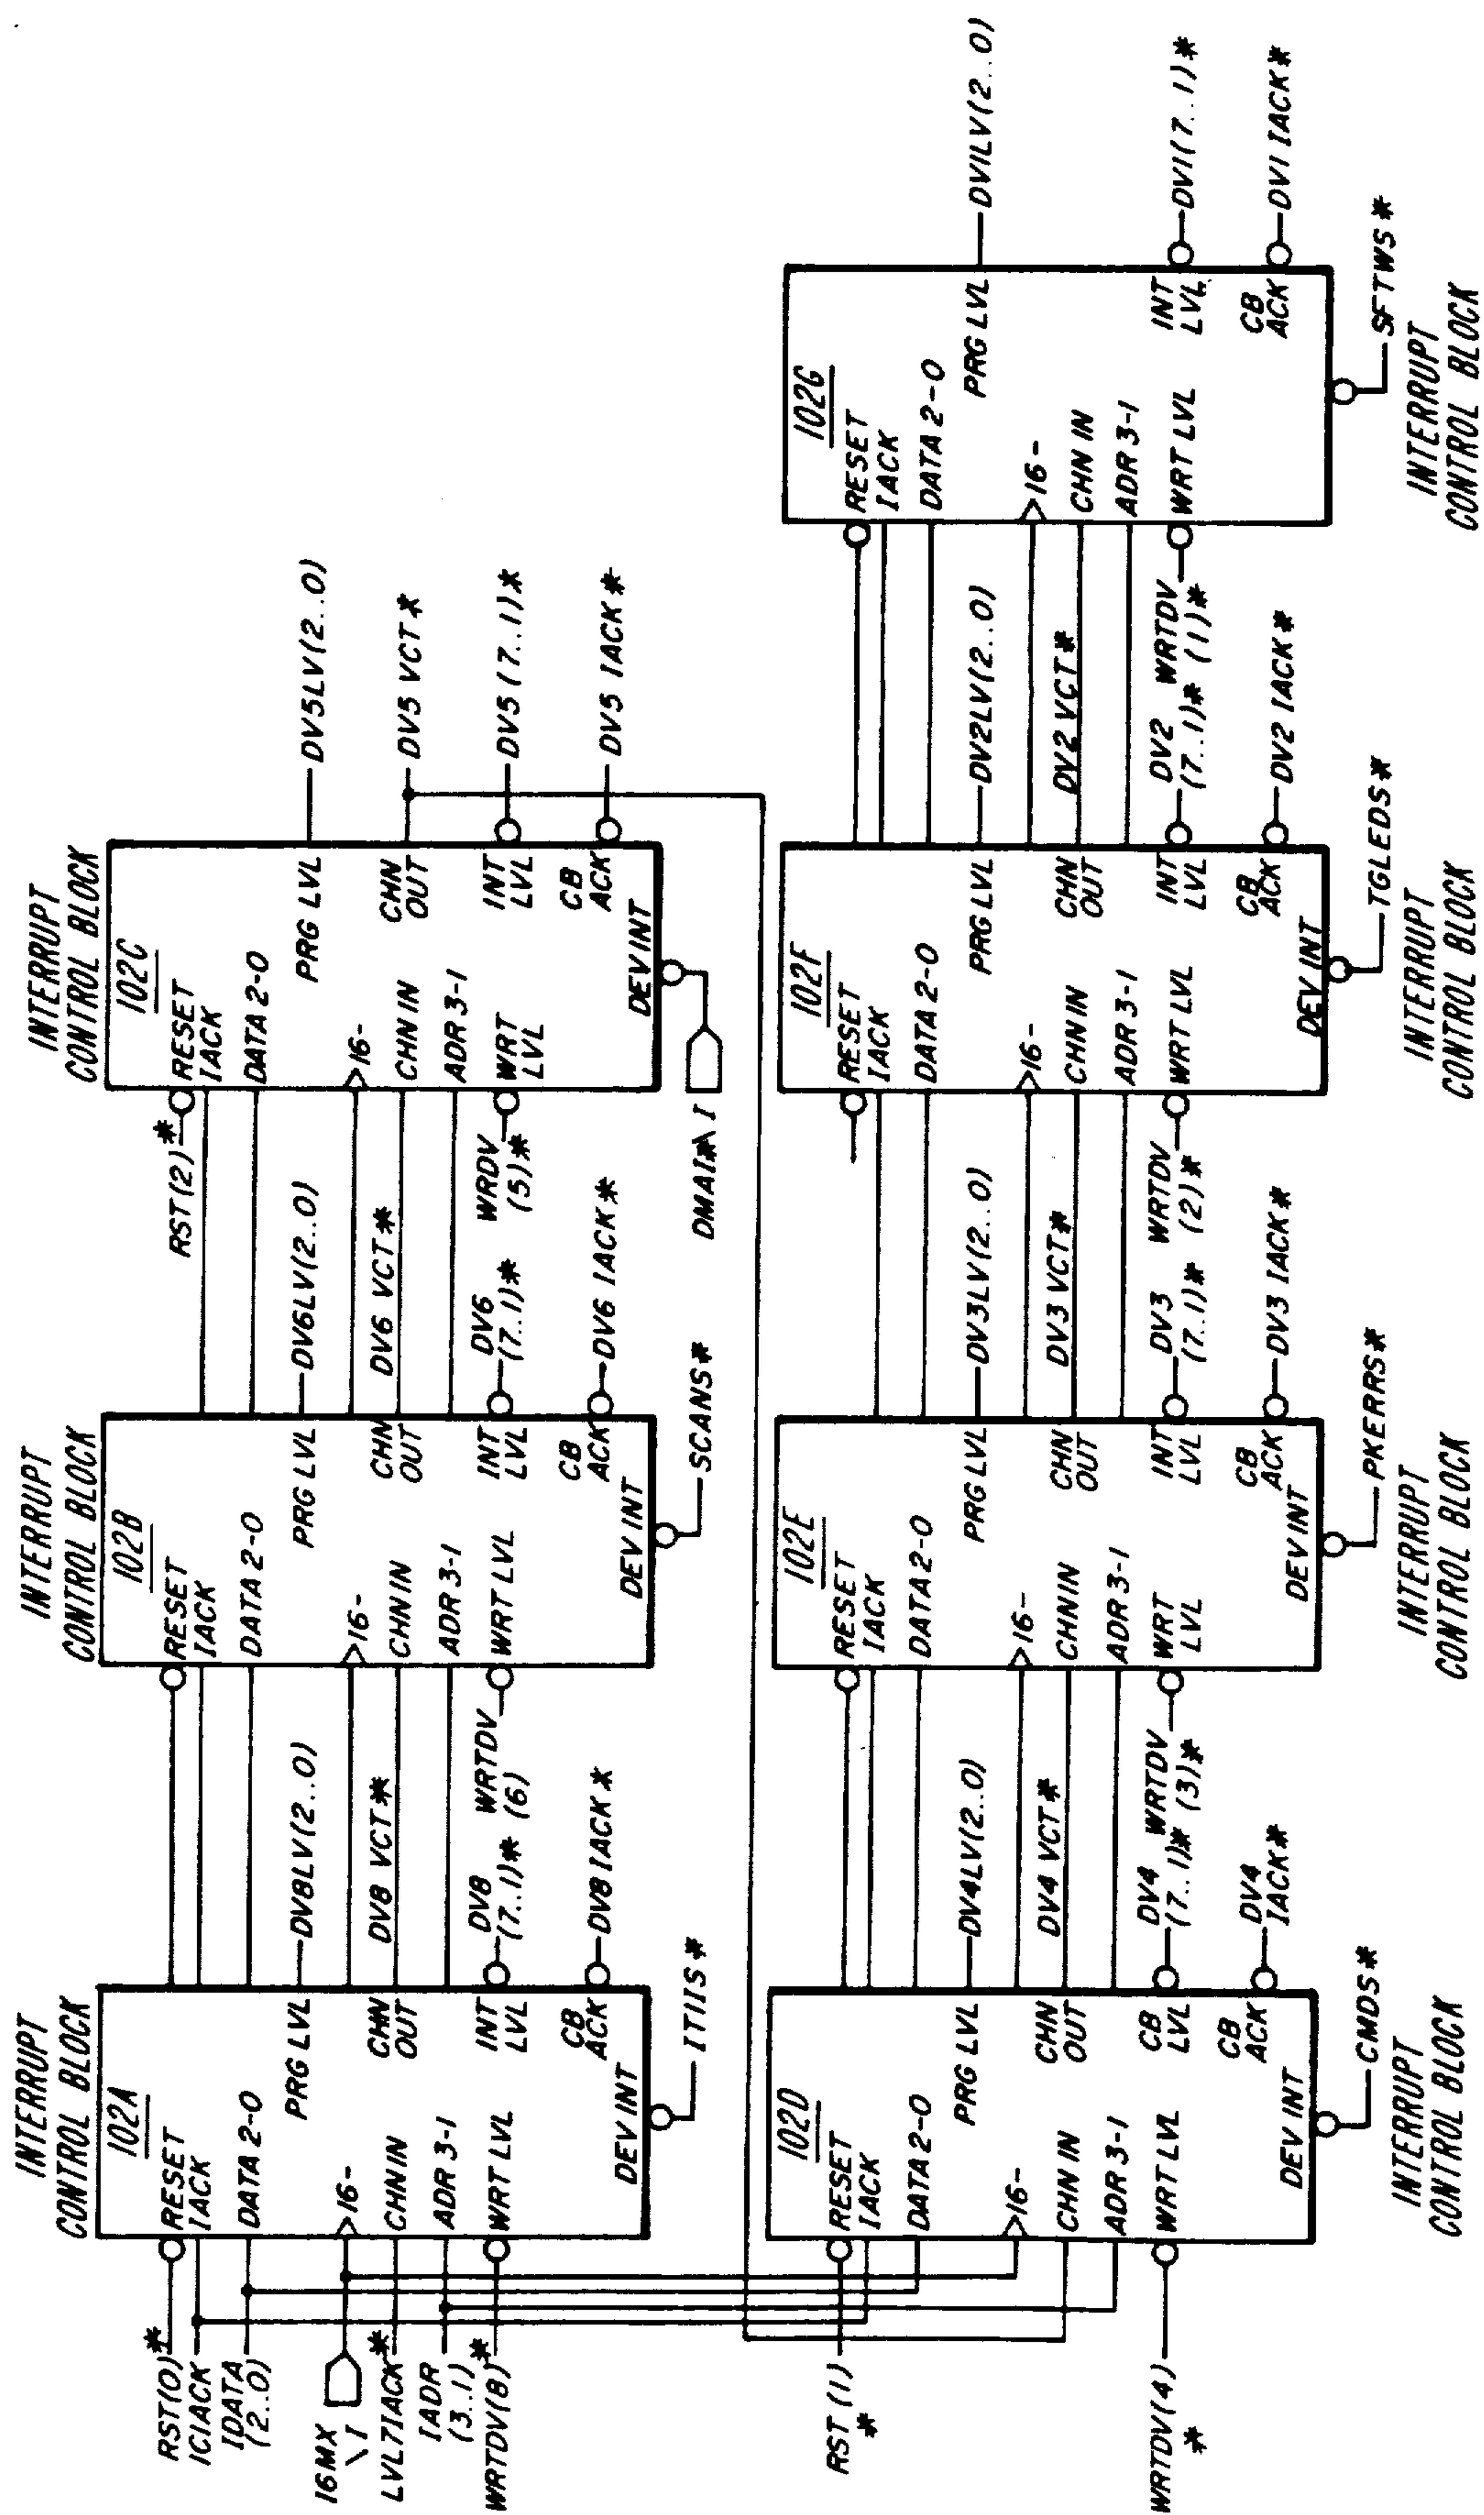 INTERRUPT
CONTROL BLOCK
102A
RESET
IACK
DATA 2-0
PRG LVL
16-
CHN IN
CHN
OUT
ADR 3-1
INT
LVL
WRT LVL
CB
ACK
DEV INT
RST(0)*
ICIACK
IDATA
(2..0)
16MX
\I
LVL7IACK*
IADR
(3..1)
WRTDV(8)*
ITIIS*
DV8LV(2..0)
DV8 VCT*
DV8
(7..1)*
WRTDV
(6)
DV8 IACK*
INTERRUPT
CONTROL BLOCK
102B
RESET
IACK
DATA 2-0
PRG LVL
16-
CHN IN
CHN
OUT
ADR 3-1
INT
LVL
WRT LVL
CB
ACK
DEV INT
SCANS*
RST(2)*
DV6LV(2..0)
DV6 VCT*
DV6
(7..1)*
WRDV
(5)*
DV6 IACK*
INTERRUPT
CONTROL BLOCK
102C
RESET
IACK
DATA 2-0
PRG LVL
16-
CHN IN
CHN
OUT
ADR 3-1
INT
LVL
WRT
LVL
CB
ACK
DEV INT
DMAI*\I
DV5LV(2..0)
DV5 VCT*
DV5 (7..1)*
DV5 IACK*
RST(1)
*
WRTDV(4)
*
102D
RESET
IACK
DATA 2-0
PRG LVL
16-
CHN IN
CHN
OUT
ADR 3-1
CB
LVL
WRT LVL
CB
ACK
DEV INT
CMDS*
INTERRUPT
CONTROL BLOCK
DV4LV(2..0)
DV4 VCT*
DV4
(7..1)*
WRTDV
(3)*
DV4
IACK*
102E
RESET
IACK
DATA 2-0
PRG LVL
16-
CHN IN
CHN
OUT
ADR 3-1
INT
LVL
WRT
LVL
CB
ACK
DEV INT
PKERRS*
INTERRUPT
CONTROL BLOCK
DV3LV(2..0)
DV3 VCT*
DV3
(7..1)*
WRTDV
(2)*
DV3 IACK*
102F
RESET
IACK
DATA 2-0
PRG LVL
16-
CHN IN
CHN
OUT
ADR 3-1
INT
LVL
WRT LVL
CB
ACK
DEV INT
TGLEDS*
INTERRUPT
CONTROL BLOCK
DV2LV(2..0)
DV2 VCT*
DV2
(7..1)*
WRTDV
(1)*
DV2 IACK*
102G
RESET
IACK
DATA 2-0
PRG LVL
16-
CHN IN
ADR 3-1
INT
LVL
WRT LVL
CB
ACK
SFTWS*
INTERRUPT
CONTROL BLOCK
DV1LV(2..0)
DV1(7..1)*
DV1 IACK*